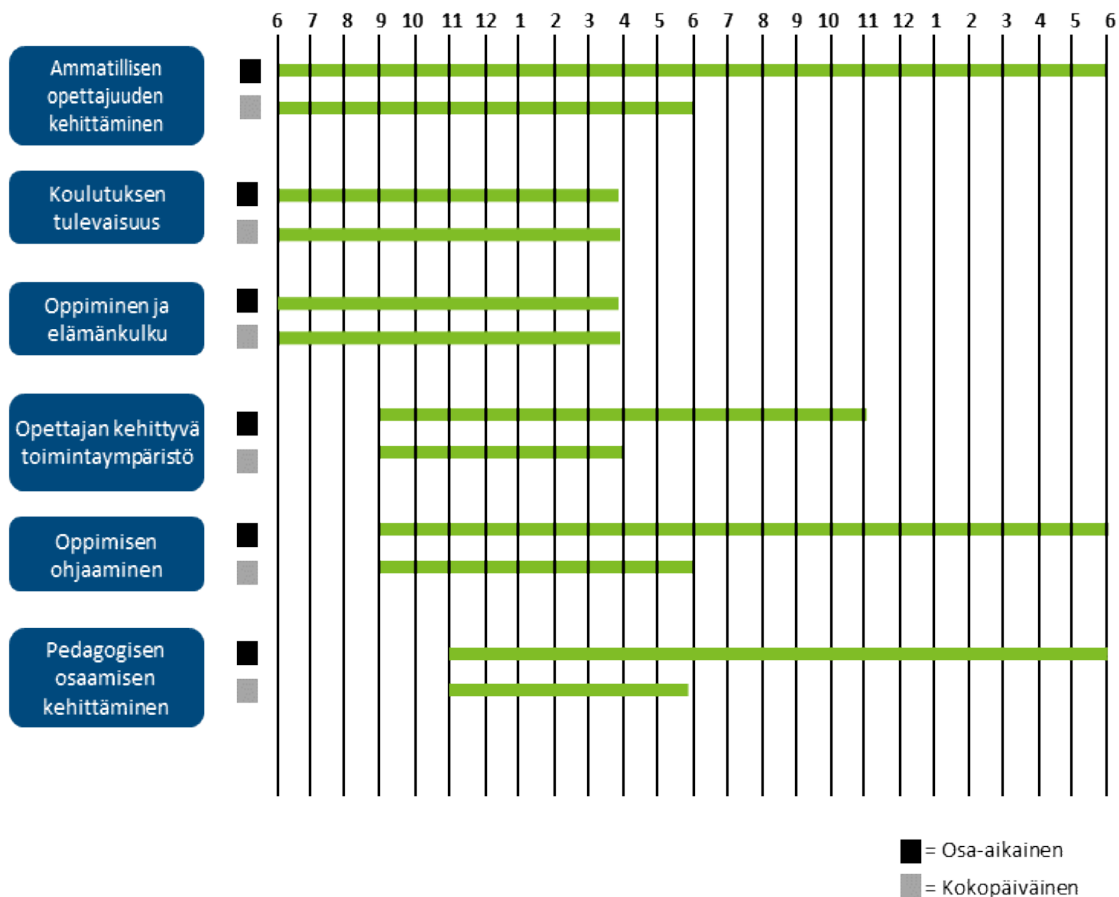 6 7 8 9 10 11 12 1 2 3 4 5 6 7 8 9 10 11 12 1 2 3 4 5 6
Ammatillisen
opettajuuden
kehittäminen
Koulutuksen
tulevaisuus
Oppiminen ja
elämänkulku
Opettajan kehittyvä
toimintaympäristö
Oppimisen
ohjaaminen
Pedagogisen
osaamisen
kehittäminen
= Osa-aikainen
= Kokopäiväinen